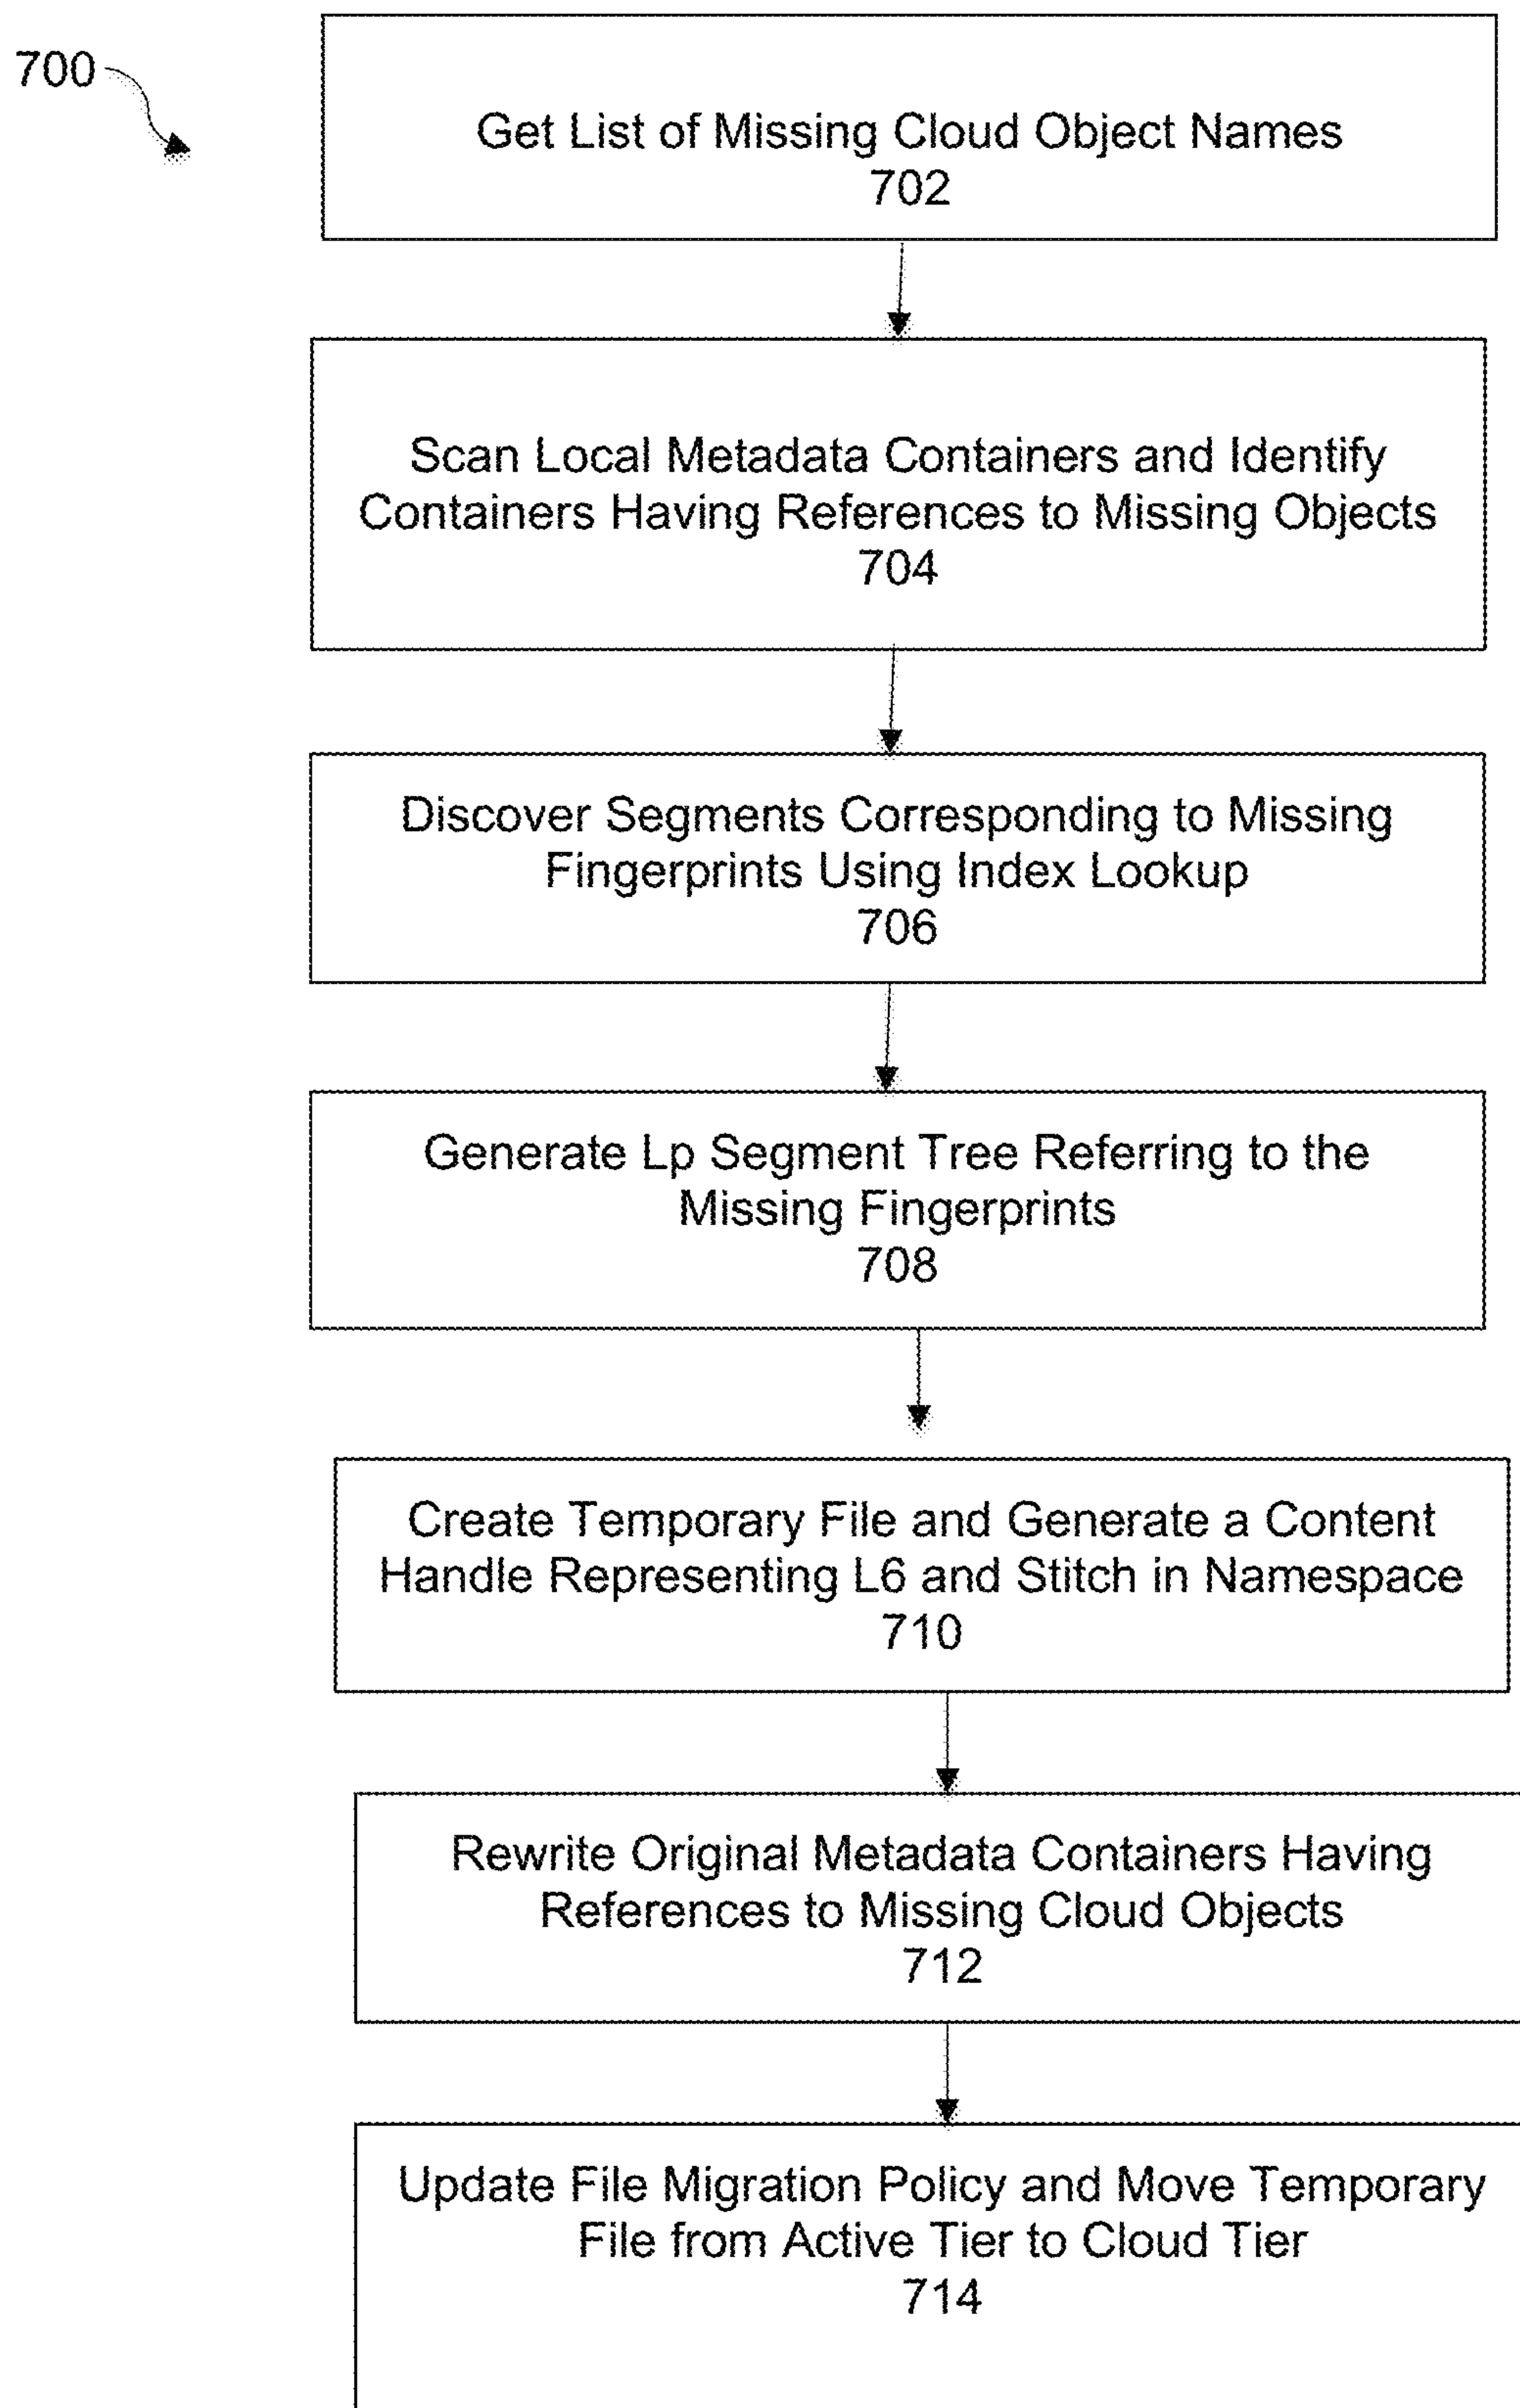 700
Get List of Missing Cloud Object Names
702
Scan Local Metadata Containers and Identify
Containers Having References to Missing Objects
704
Discover Segments Corresponding to Missing
Fingerprints Using Index Lookup
706
Generate Lp Segment Tree Referring to the
Missing Fingerprints
708
Create Temporary File and Generate a Content
Handle Representing L6 and Stitch in Namespace
710
Rewrite Original Metadata Containers Having
References to Missing Cloud Objects
712
Update File Migration Policy and Move Temporary
File from Active Tier to Cloud Tier
714